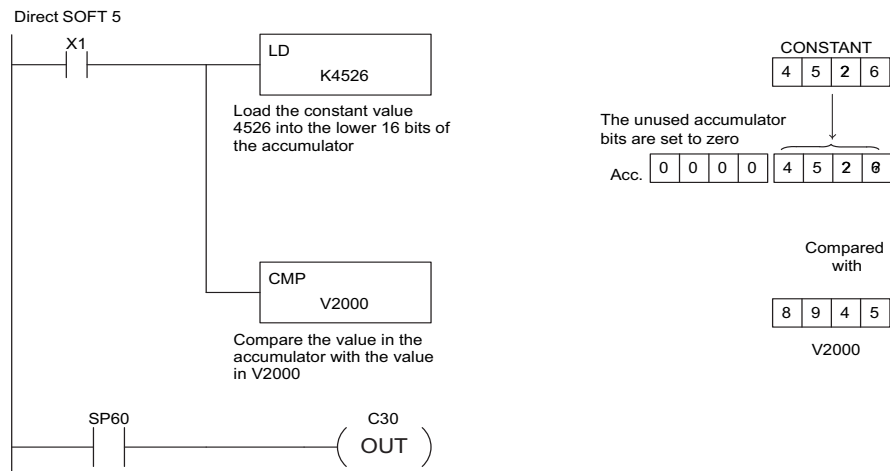 Direct SOFT 5
X1
LD
K4526
Load the constant value
4526 into the lower 16 bits of
the accumulator
CONSTANT
4 5 2 6
The unused accumulator
bits are set to zero
Acc. 0 0 0 0 4 5 2 6
CMP
V2000
Compare the value in the
accumulator with the value
in V2000
Compared
with
8 9 4 5
V2000
SP60
C30
OUT